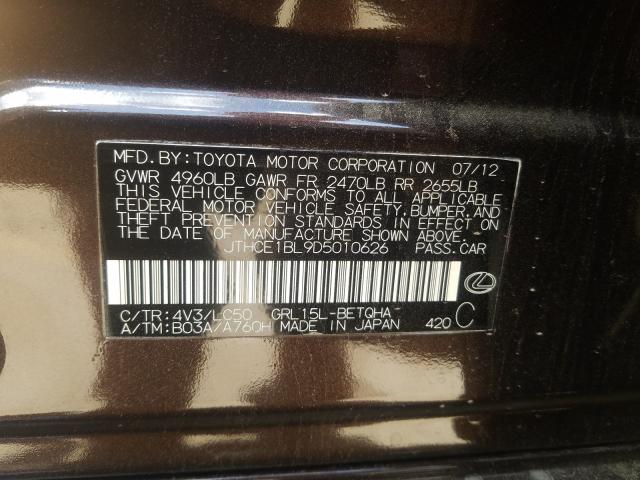 MFD. BY: TOYOTA MOTOR CORPORATION 07/12
GVWR 4960LB GAWR FR 2470LB RR 2655LB
THIS VEHICLE CONFORMS TO ALL APPLICABLE
FEDERAL MOTOR VEHICLE SAFETY, BUMPER, AND
THEFT PREVENTION STANDARDS IN EFFECT ON
THE DATE OF MANUFACTURE SHOWN ABOVE.
JTHCE1BL9D5010626 PASS. CAR
C/TR: 4V3/LC50 GRL15L-BETQHA
A/TM: B03A/A760H MADE IN JAPAN 420 C